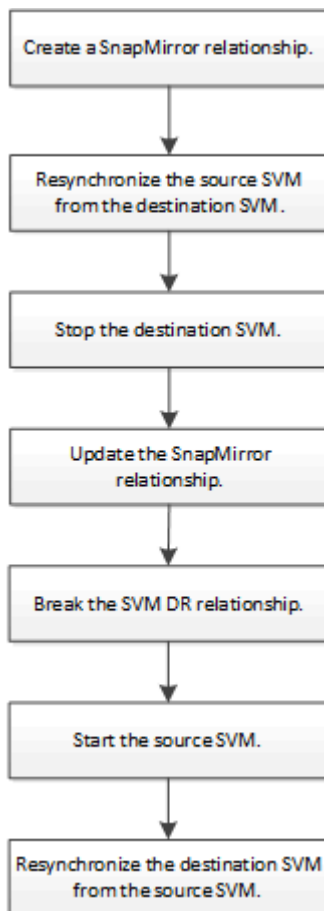 Create a SnapMirror relationship.
Resynchronize the source SVM
from the destination SVM.
Stop the destination SVM.
Update the SnapMirror
relationship.
Break the SVM DR relationship.
Start the source SVM.
Resynchronize the destination SVM
from the source SVM.